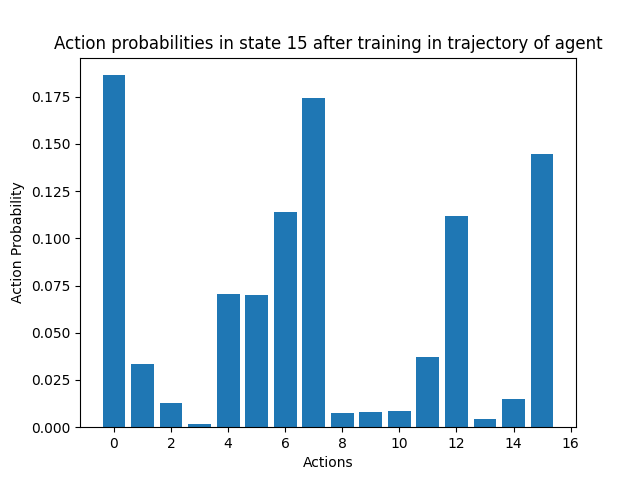 Action probabilities in state 15 after training in trajectory of agent
0.175
0.150
0.125
0.100
0.075
0.050
0.025
0.000
Action Probability
0 2 4 6 8 10 12 14 16
Actions